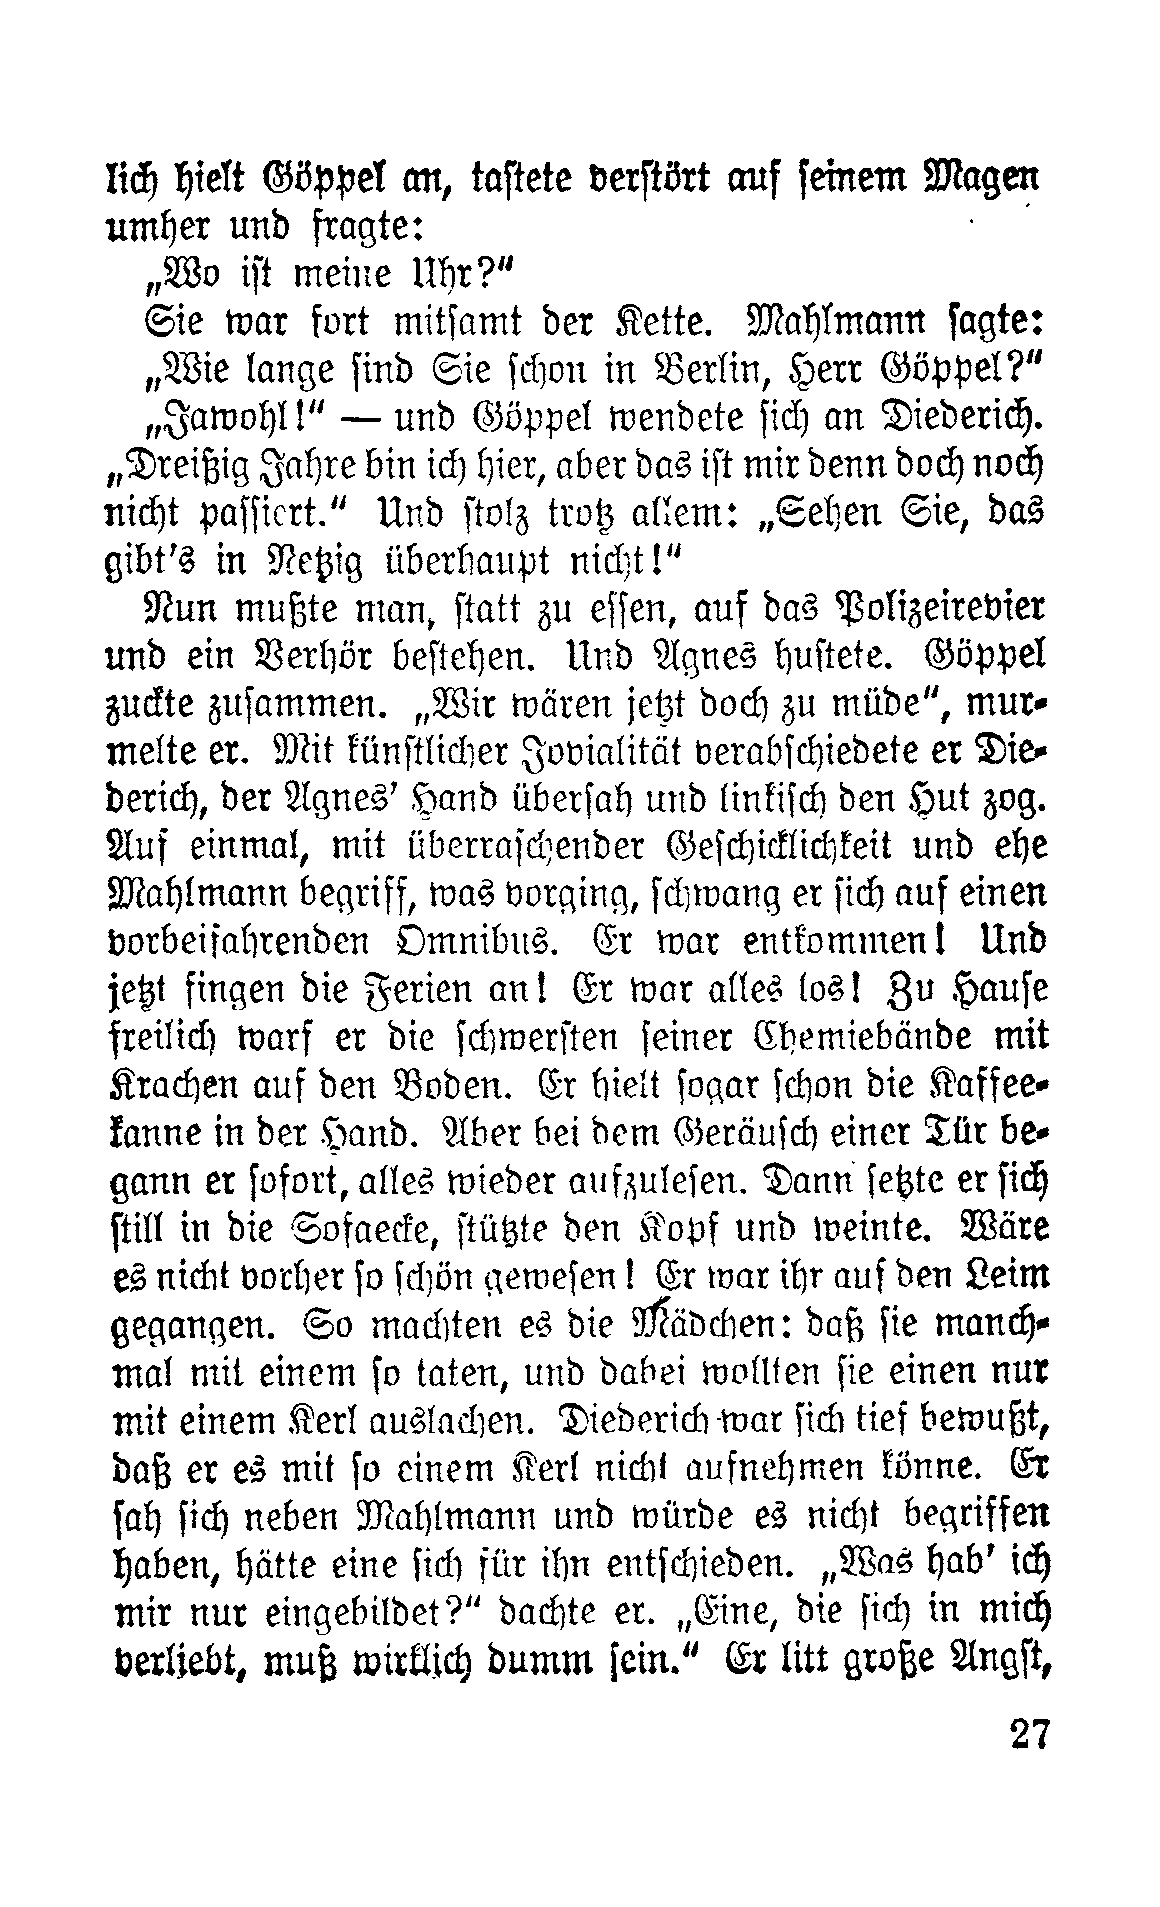 lich hielt Göppel an, tastete verstört auf seinem Magen
umher und fragte:
„Wo ist meine Uhr?“
Sie war fort mitsamt der Kette. Mahlmann sagte:
„Wie lange sind Sie schon in Berlin, Herr Göppel?“
„Jawohl!“ — und Göppel wendete sich an Diederich.
„Dreißig Jahre bin ich hier, aber das ist mir denn doch noch
nicht passiert.“ Und stolz trotz allem: „Sehen Sie, das
gibt's in Netzig überhaupt nicht!“
Nun mußte man, statt zu essen, auf das Polizeirevier
und ein Verhör bestehen. Und Agnes hustete. Göppel
zuckte zusammen. „Wir wären jetzt doch zu müde“, mur-
melte er. Mit künstlicher Jovialität verabschiedete er Die-
derich, der Agnes' Hand übersah und linkisch den Hut zog.
Auf einmal, mit überraschender Geschicklichkeit und ehe
Mahlmann begriff, was vorging, schwang er sich auf einen
vorbeifahrenden Omnibus. Er war entkommen! Und
jetzt fingen die Ferien an! Er war alles los! Zu Hause
freilich warf er die schwersten seiner Chemiebände mit
Krachen auf den Boden. Er hielt sogar schon die Kaffee-
kanne in der Hand. Aber bei dem Geräusch einer Tür be-
gann er sofort, alles wieder aufzulesen. Dann setzte er sich
still in die Sofaecke, stützte den Kopf und weinte. Wäre
es nicht vorher so schön gewesen! Er war ihr auf den Leim
gegangen. So machten es die Mädchen: daß sie manch-
mal mit einem so taten, und dabei wollten sie einen nur
mit einem Kerl auslachen. Diederich war sich tief bewußt,
daß er es mit so einem Kerl nicht aufnehmen könne. Er
sah sich neben Mahlmann und würde es nicht begriffen
haben, hätte eine sich für ihn entschieden. „Was hab' ich
mir nur eingebildet?“ dachte er. „Eine, die sich in mich
verliebt, muß wirklich dumm sein.“ Er litt große Angst,
27